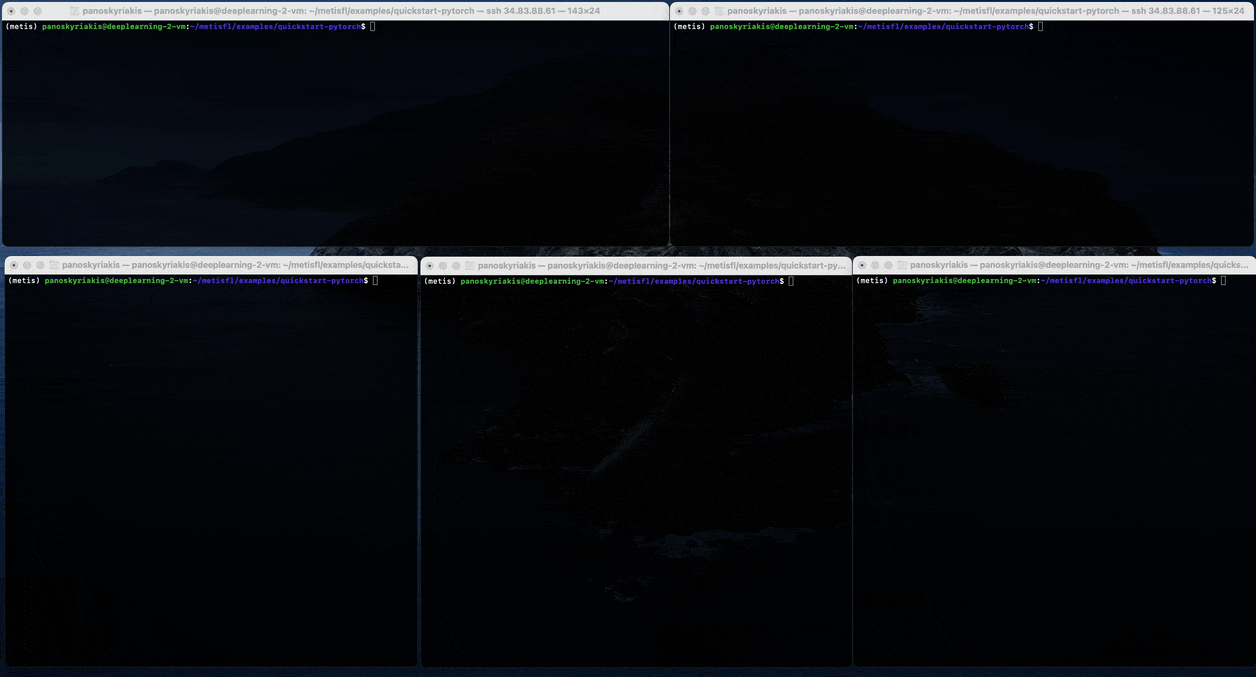 panoskyriakis — panoskyriakis@deeplearning-2-vm: ~/metisfl/examples/quickstart-pytorch — ssh 34.83.88.61 — 143×24
(metis) panoskyriakis@deeplearning-2-vm:~/metisfl/examples/quickstart-pytorch$
panoskyriakis — panoskyriakis@deeplearning-2-vm: ~/metisfl/examples/quickstart-pytorch — ssh 34.83.88.61 — 125×24
(metis) panoskyriakis@deeplearning-2-vm:~/metisfl/examples/quickstart-pytorch$
panoskyriakis — panoskyriakis@deeplearning-2-vm: ~/metisfl/examples/quicksta...
(metis) panoskyriakis@deeplearning-2-vm:~/metisfl/examples/quickstart-pytorch$
panoskyriakis — panoskyriakis@deeplearning-2-vm: ~/metisfl/examples/quickstart-py...
(metis) panoskyriakis@deeplearning-2-vm:~/metisfl/examples/quickstart-pytorch$
panoskyriakis — panoskyriakis@deeplearning-2-vm: ~/metisfl/examples/quicks...
(metis) panoskyriakis@deeplearning-2-vm:~/metisfl/examples/quickstart-pytorch$